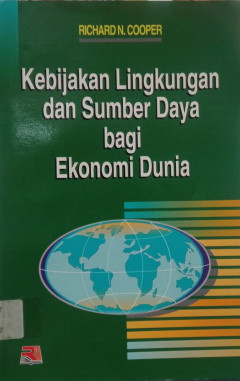 RICHARD N. COOPER
Kebijakan Lingkungan
dan Sumber Daya
bagi
Ekonomi Dunia